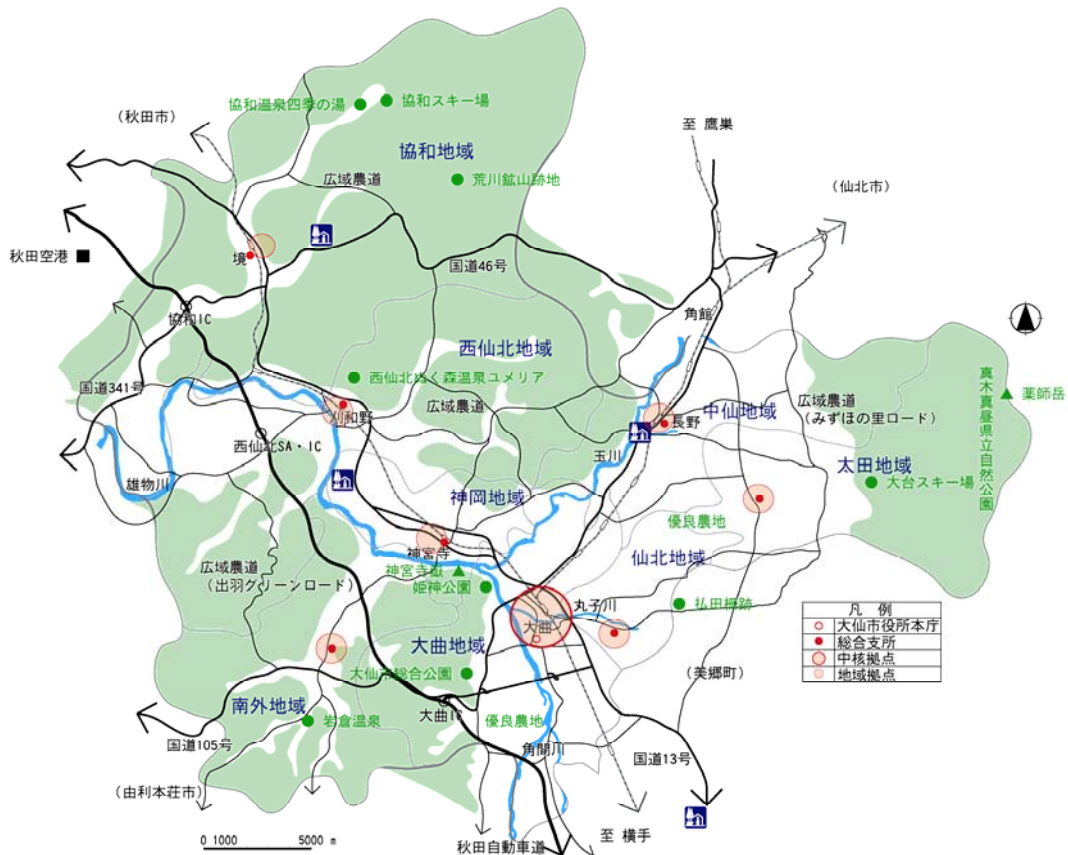 協和温泉四季の湯
協和スキー場
(秋田市)
至 鷹巣
協和地域
広域農道
荒川鉱山跡地
(仙北市)
秋田空港
境
国道46号
協和IC
角館
西仙北地域
国道341号
西仙北ぬく森温泉ユメリア
刈和野
広域農道
中仙地域
広域農道
(みずほの里ロード)
真木真昼県立自然公園
薬師岳
長野
西仙北SA・IC
玉川
太田地域
雄物川
大台スキー場
神岡地域
優良農地
神宮寺
仙北地域
広域農道
(出羽グリーンロード)
神宮寺嶽
姫神公園
丸子川
払田柵跡
大曲
凡 例
大仙市役所本庁
総合支所
中核拠点
地域拠点
大曲地域
大仙市総合公園
(美郷町)
南外地域
大曲IC
優良農地
岩倉温泉
国道105号
角間川
国道13号
(由利本荘市)
0 1000 5000 m
秋田自動車道
至 横手